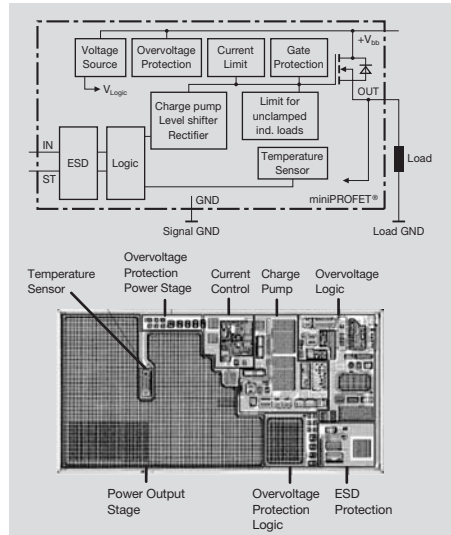 +Vbb
Voltage
Source
Overvoltage
Protection
Current
Limit
Gate
Protection
VLogic
OUT
Charge pump
Level shifter
Rectifier
Limit for
unclamped
ind. loads
IN
ST
ESD
Logic
Temperature
Sensor
Load
GND
miniPROFET®
Signal GND
Load GND
Temperature
Sensor
Overvoltage
Protection
Power Stage
Current
Control
Charge
Pump
Overvoltage
Logic
Power Output
Stage
Overvoltage
Protection
Logic
ESD
Protection